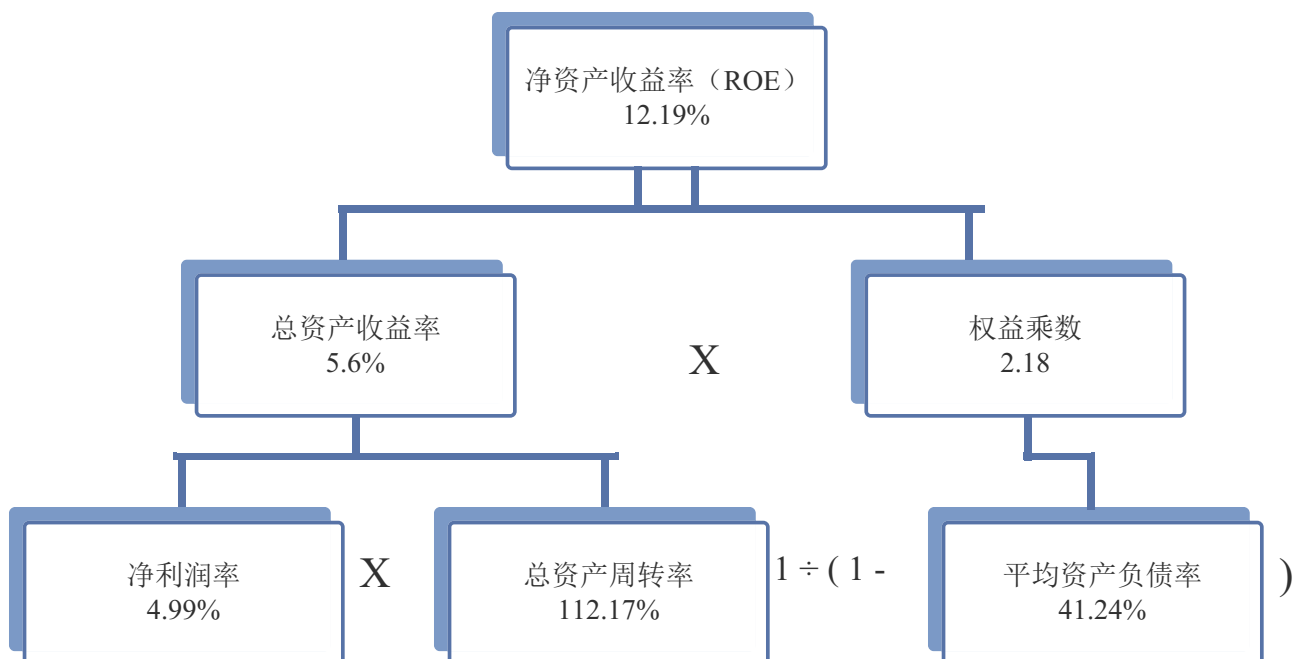 净资产收益率（ROE）
12.19%
总资产收益率
5.6%
X
权益乘数
2.18
净利润率
4.99%
X
总资产周转率
112.17%
1 ÷ ( 1 -
平均资产负债率
41.24%
)